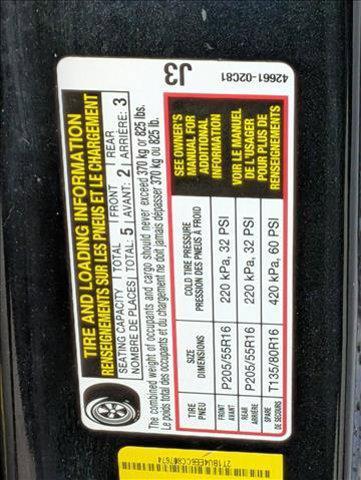 TIRE AND LOADING INFORMATION
RENSEIGNEMENTS SUR LES PNEUS ET LE CHARGEMENT
SEATING CAPACITY TOTAL FRONT REAR
NOMBRE DE PLACES TOTAL: 5 AVANT: 2 ARRIÈRE: 3
The combined weight of occupants and cargo should never exceed 370 kg or 825 lbs.
Le poids total des occupants et du chargement ne doit jamais dépasser 370 kg ou 825 lb.
TIRE SIZE COLD TIRE PRESSURE
PNEU DIMENSIONS PRESSION DES PNEUS À FROID
FRONT
AVANT P205/55R16 220 kPa, 32 PSI
REAR
ARRIÈRE P205/55R16 220 kPa, 32 PSI
SPARE
DE SECOURS T135/80R16 420 kPa, 60 PSI
SEE OWNER'S
MANUAL FOR
ADDITIONAL
INFORMATION
VOIR LE MANUEL
DE L'USAGER
POUR PLUS DE
RENSEIGNEMENTS
J3
42661-02C81